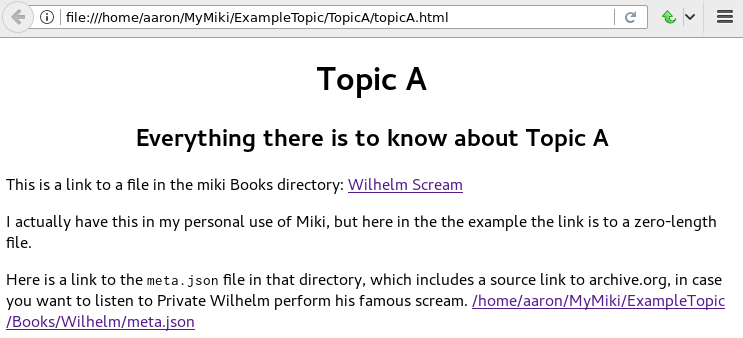 file:///home/aaron/MyMiki/ExampleTopic/TopicA/topicA.html
Topic A
Everything there is to know about Topic A
This is a link to a file in the miki Books directory: Wilhelm Scream
I actually have this in my personal use of Miki, but here in the the example the link is to a zero-length
file.
Here is a link to the meta.json file in that directory, which includes a source link to archive.org, in case
you want to listen to Private Wilhelm perform his famous scream. /home/aaron/MyMiki/ExampleTopic
/Books/Wilhelm/meta.json